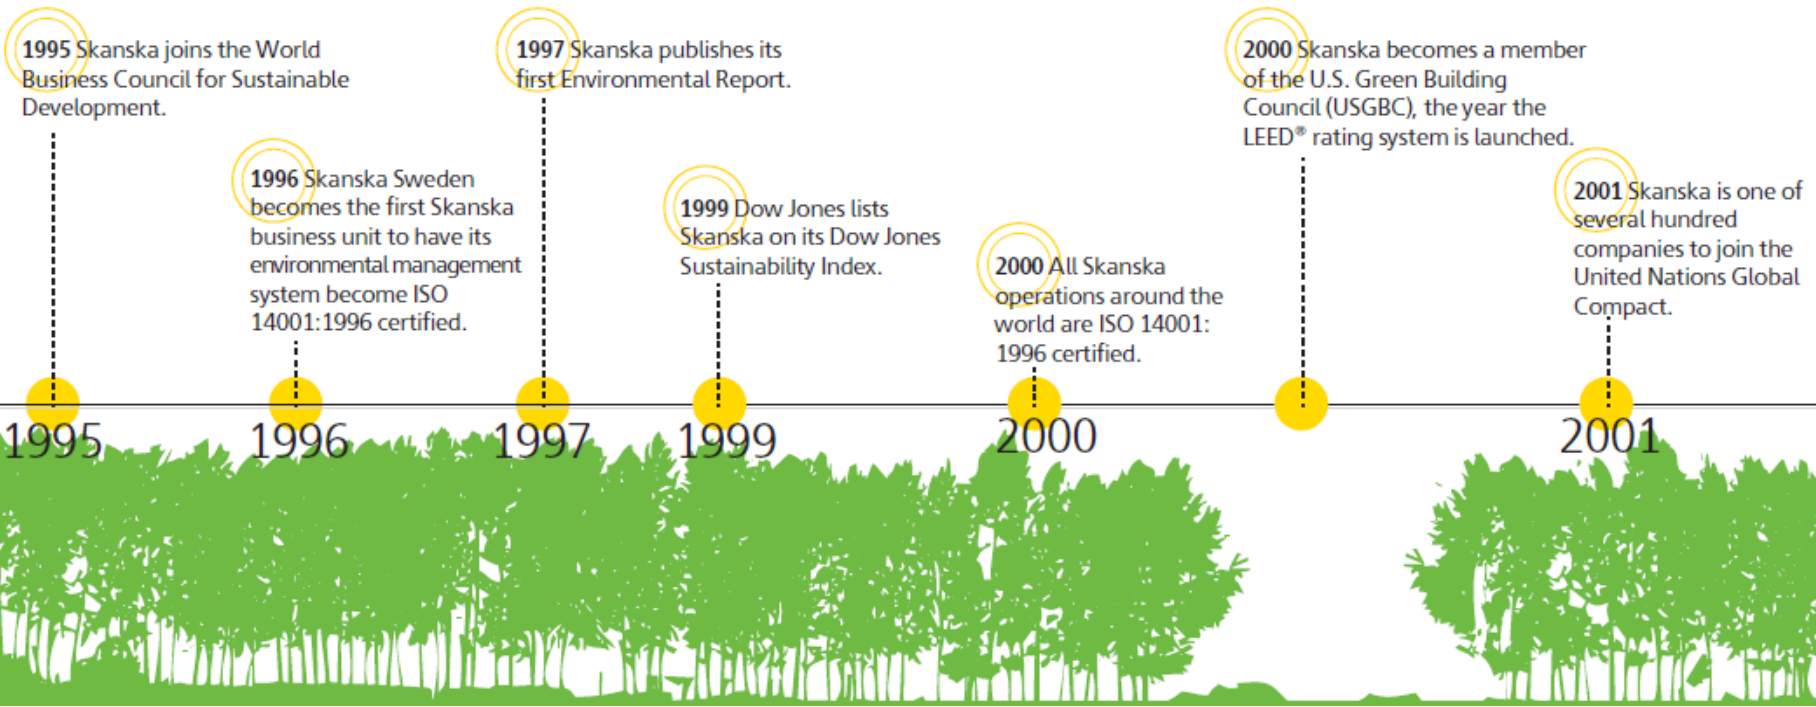 1995 Skanska joins the World
Business Council for Sustainable
Development.
1996 Skanska Sweden
becomes the first Skanska
business unit to have its
environmental management
system become ISO
14001:1996 certified.
1997 Skanska publishes its
first Environmental Report.
1999 Dow Jones lists
Skanska on its Dow Jones
Sustainability Index.
2000 All Skanska
operations around the
world are ISO 14001:
1996 certified.
2000 Skanska becomes a member
of the U.S. Green Building
Council (USGBC), the year the
LEED® rating system is launched.
2001 Skanska is one of
several hundred
companies to join the
United Nations Global
Compact.
1995
1996
1997
1999
2000
2001